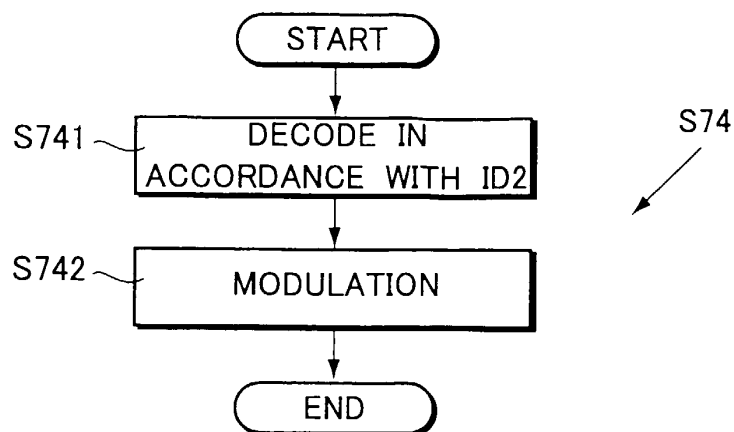 START
S741
DECODE IN
ACCORDANCE WITH ID2
S74
S742
MODULATION
END